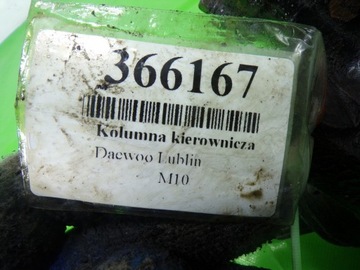 366167
Kolumna kierownicza
Daewoo Lublin
M10